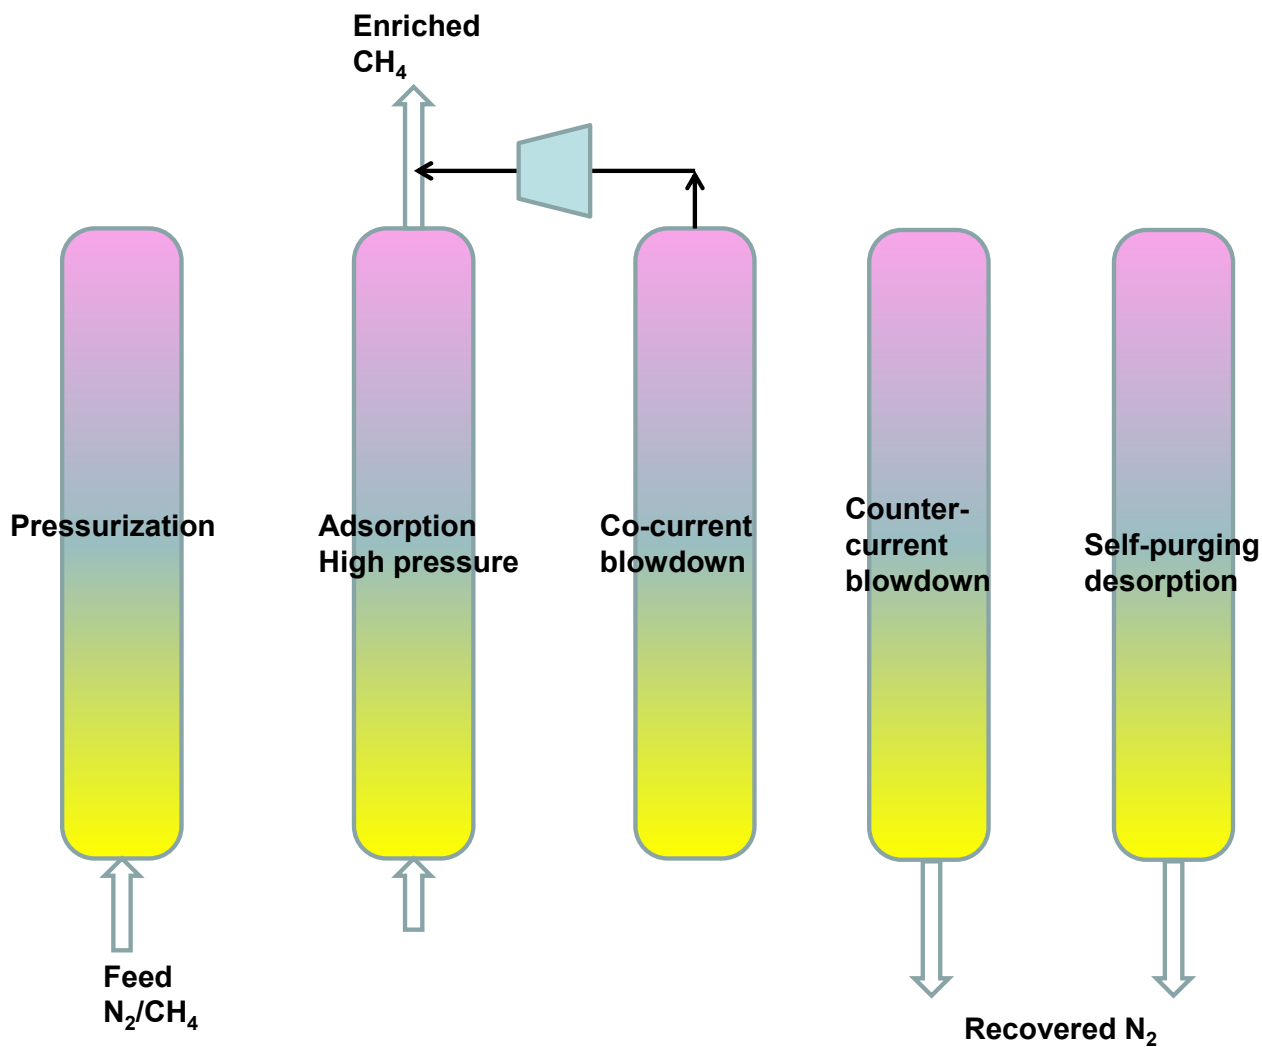 Enriched
CH₄
Pressurization
Adsorption
High pressure
Co-current
blowdown
Counter-
current
blowdown
Self-purging
desorption
Feed
N₂/CH₄
Recovered N₂